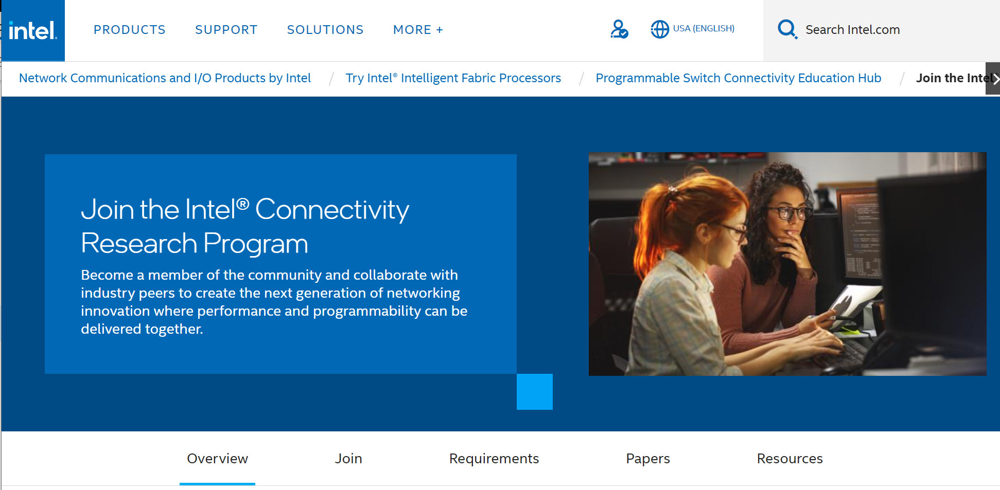 intel.
PRODUCTS SUPPORT SOLUTIONS MORE + USA (ENGLISH) Search Intel.com
Network Communications and I/O Products by Intel / Try Intel® Intelligent Fabric Processors / Programmable Switch Connectivity Education Hub / Join the Intel®
Join the Intel® Connectivity
Research Program
Become a member of the community and collaborate with
industry peers to create the next generation of networking
innovation where performance and programmability can be
delivered together.
Overview Join Requirements Papers Resources